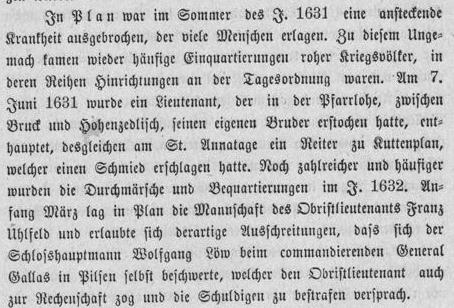 In Plan war im Sommer des J. 1631 eine ansteckende
Krankheit ausgebrochen, der viele Menschen erlagen. Zu diesem Unge-
mach kamen wieder häufige Einquartierungen roher Kriegsvölker, in
deren Reihen Hinrichtungen an der Tagesordnung waren. Am 7.
Juni 1631 wurde ein Lieutenant, der in der Pfarrlohe, zwischen
Bruck und Hohenzedlisch, seinen eigenen Bruder erstochen hatte, ent-
hauptet, desgleichen am St. Annatage ein Reiter zu Kuttenplan,
welcher einen Schmied erschlagen hatte. Noch zahlreicher und häufiger
wurden die Durchmärsche und Bequartierungen im J. 1632. An-
fang März lag in Plan die Mannschaft des Obristlieutenants Franz
Uhlfeld und erlaubte sich derartige Ausschreitungen, dass sich der
Schlosshauptmann Wolfgang Löw beim commandierenden General
Gallas in Pilsen selbst beschwerte, welcher den Obristlieutenant auch
zur Rechenschaft zog und die Schuldigen zu bestrafen versprach.